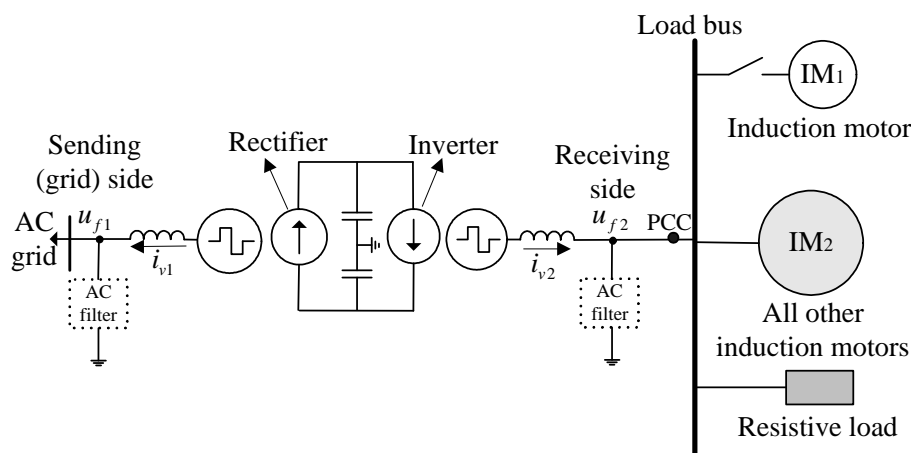 Load bus
IM1
Induction motor
Rectifier
Inverter
Sending
(grid) side
Receiving
side
AC
grid
uf1
iv1
AC
filter
iv2
uf2
PCC
AC
filter
IM2
All other
induction motors
Resistive load